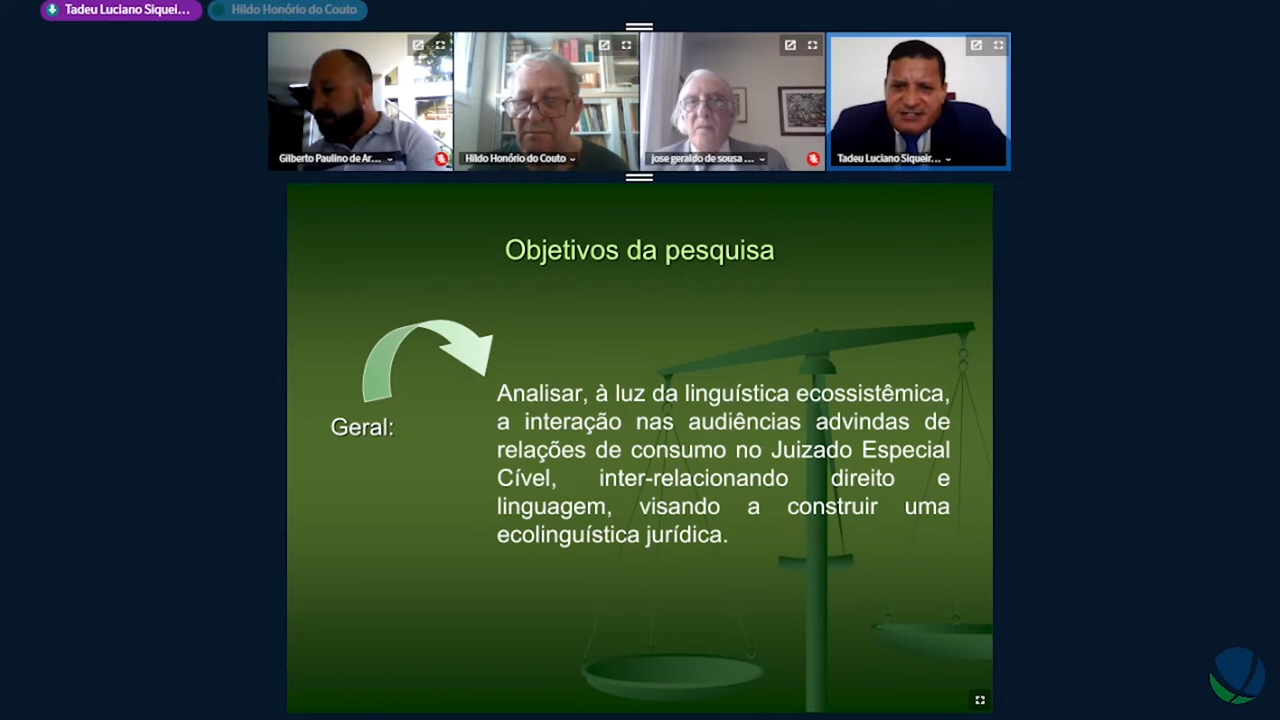 Tadeu Luciano Siquei...
Hildo Honório do Couto
Gilberto Paulino de Ar...
Hildo Honório do Couto
jose geraldo de sousa ...
Tadeu Luciano Siqueir...
Objetivos da pesquisa
Geral:
Analisar, à luz da linguística ecossistêmica,
a interação nas audiências advindas de
relações de consumo no Juizado Especial
Cível, inter-relacionando direito e
linguagem, visando a construir uma
ecolinguística jurídica.